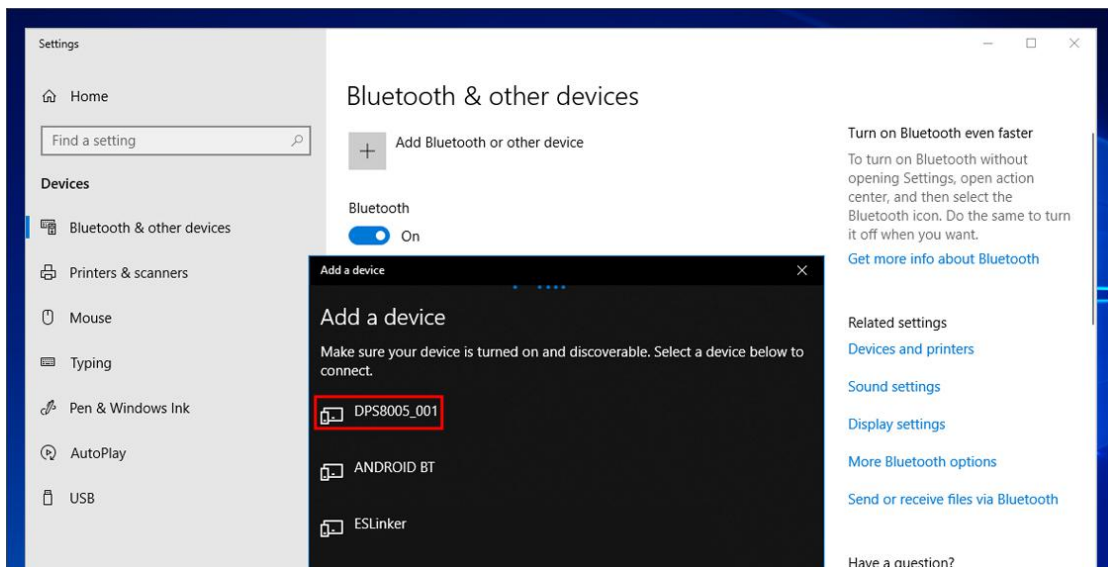 Settings
Home
Find a setting
Devices
Bluetooth & other devices
Printers & scanners
Mouse
Typing
Pen & Windows Ink
AutoPlay
USB
Bluetooth & other devices
Add Bluetooth or other device
Bluetooth
On
Add a device
Add a device
Make sure your device is turned on and discoverable. Select a device below to
connect.
DPS8005_001
ANDROID BT
ESLinker
Turn on Bluetooth even faster
To turn on Bluetooth without
opening Settings, open action
center, and then select the
Bluetooth icon. Do the same to turn
it off when you want.
Get more info about Bluetooth
Related settings
Devices and printers
Sound settings
Display settings
More Bluetooth options
Send or receive files via Bluetooth
Have a question?